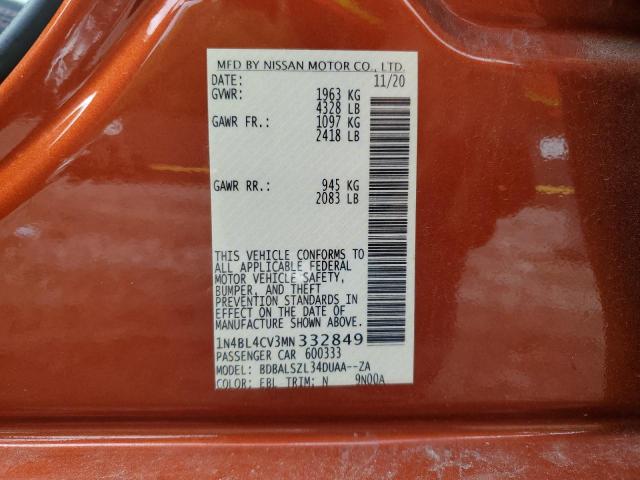 MFD BY NISSAN MOTOR CO., LTD.
DATE: 11/20
GVWR: 1963 KG
4328 LB
GAWR FR.: 1097 KG
2418 LB
GAWR RR.: 945 KG
2083 LB
THIS VEHICLE CONFORMS TO
ALL APPLICABLE FEDERAL
MOTOR VEHICLE SAFETY,
BUMPER, AND THEFT
PREVENTION STANDARDS IN
EFFECT ON THE DATE OF
MANUFACTURE SHOWN ABOVE.
1N4BL4CV3MN332849
PASSENGER CAR 600333
MODEL: BDBALSZL34DUAA--ZA
COLOR: EBL TRIM: N 9N00A